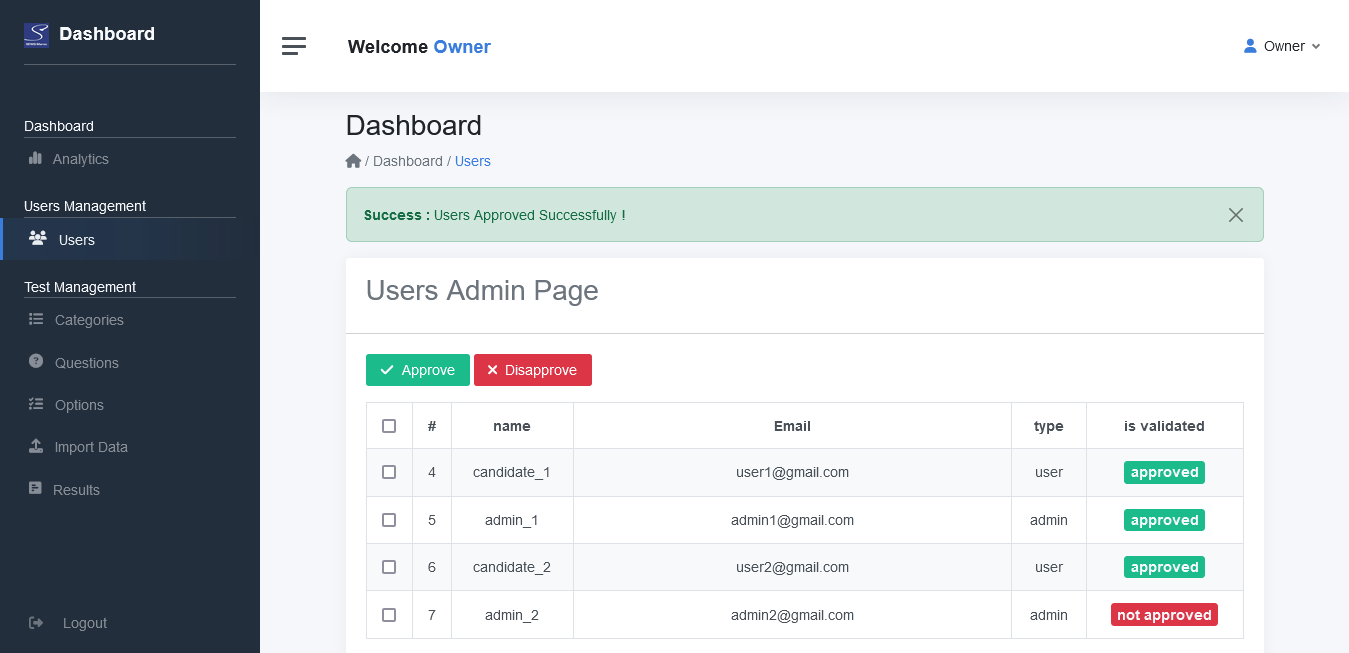 Dashboard
Welcome Owner
Owner
Dashboard
Analytics
Users Management
Users
Test Management
Categories
Questions
Options
Import Data
Results
Logout
Dashboard
/ Dashboard / Users
Success : Users Approved Successfully !
Users Admin Page
Approve Disapprove
# name Email type is validated
4 candidate_1 user1@gmail.com user approved
5 admin_1 admin1@gmail.com admin approved
6 candidate_2 user2@gmail.com user approved
7 admin_2 admin2@gmail.com admin not approved